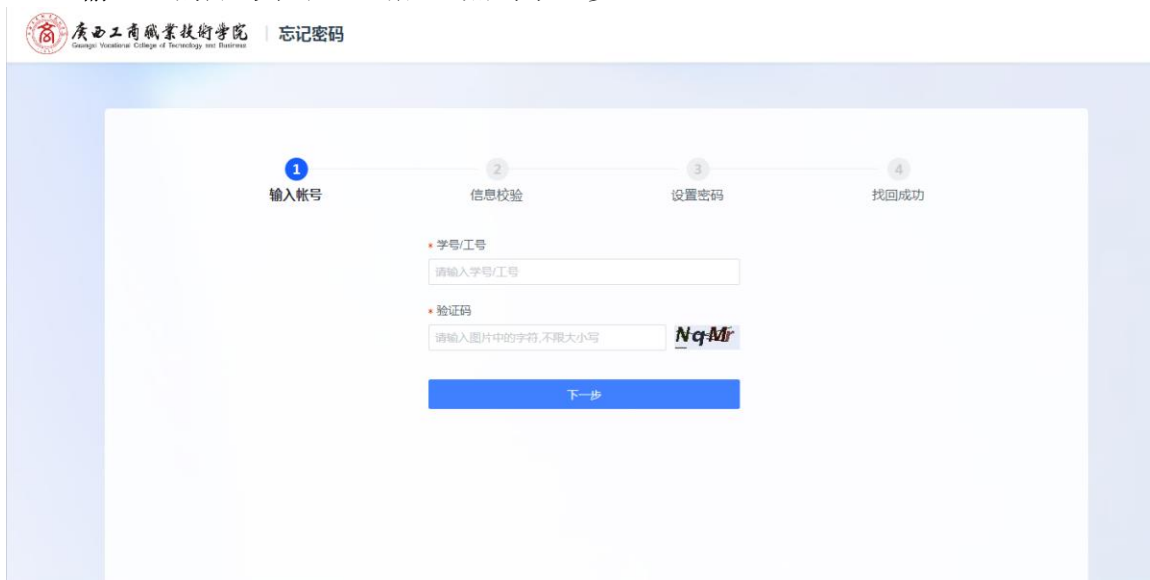 广西工商職業技術学院
Guangxi Vocational College of Technology and Business
忘记密码
1
2
3
4
输入帐号
信息校验
设置密码
找回成功
* 学号/工号
请输入学号/工号
* 验证码
请输入图片中的字符,不限大小写
NqMr
下一步